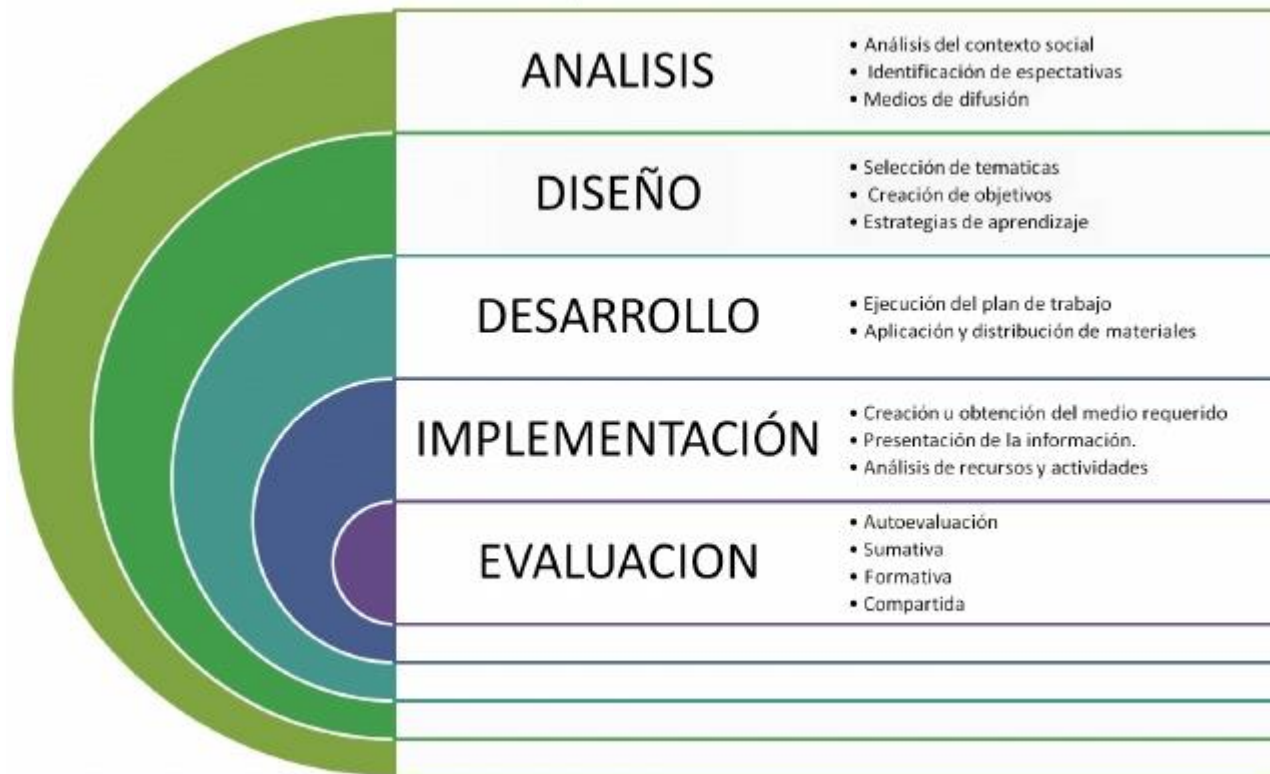 ANALISIS
• Análisis del contexto social
• Identificación de espectativas
• Medios de difusión
DISEÑO
• Selección de tematicas
• Creación de objetivos
• Estrategias de aprendizaje
DESARROLLO
• Ejecución del plan de trabajo
• Aplicación y distribución de materiales
IMPLEMENTACIÓN
• Creación u obtención del medio requerido
• Presentación de la información.
• Análisis de recursos y actividades
EVALUACION
• Autoevaluación
• Sumativa
• Formativa
• Compartida